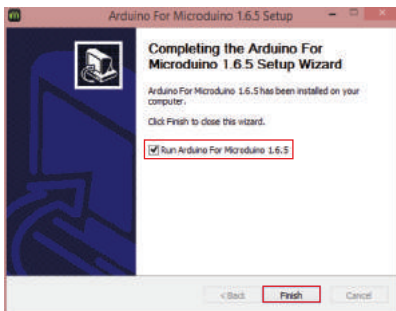 Arduino For Microduino 1.6.5 Setup
Completing the Arduino For
Microduino 1.6.5 Setup Wizard
Arduino For Microduino 1.6.5 has been installed on your
computer.
Click Finish to close this wizard.
Run Arduino For Microduino 1.6.5
< Back
Finish
Cancel